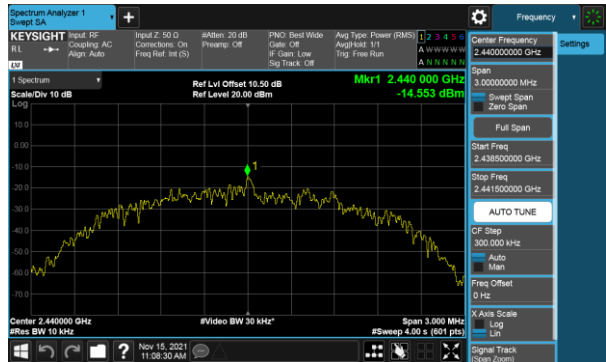 Spectrum Analyzer 1
Swept SA
Frequency
KEYSIGHT
Input: RF
Input Z: 50 Ω
#Atten: 20 dB
PNO: Best Wide
Avg Type: Power (RMS)
1 2 3 4 5 6
RL
Coupling: AC
Corrections: On
Preamp: Off
Gate: Off
Avg|Hold: 1/1
A W W W W W
Align: Auto
Freq Ref: Int (S)
IF Gain: Low
Trig: Free Run
Sig Track: Off
A N N N N N
LXI
1 Spectrum
Scale/Div 10 dB
Log
Ref Lvl Offset 10.50 dB
Ref Level 20.00 dBm
Mkr1 2.440 000 GHz
-14.553 dBm
10.0
0.00
-10.0
-20.0
-30.0
-40.0
-50.0
-60.0
-70.0
1
Center 2.440000 GHz
#Video BW 30 kHz*
Span 3.000 MHz
#Res BW 10 kHz
#Sweep 4.00 s (601 pts)
Center Frequency
2.440000000 GHz
Settings
Span
3.00000000 MHz
Swept Span
Zero Span
Full Span
Start Freq
2.438500000 GHz
Stop Freq
2.441500000 GHz
AUTO TUNE
CF Step
300.000 kHz
Auto
Man
Freq Offset
0 Hz
X Axis Scale
Log
Lin
Signal Track
(Span Zoom)
?
Nov 15, 2021
11:08:30 AM